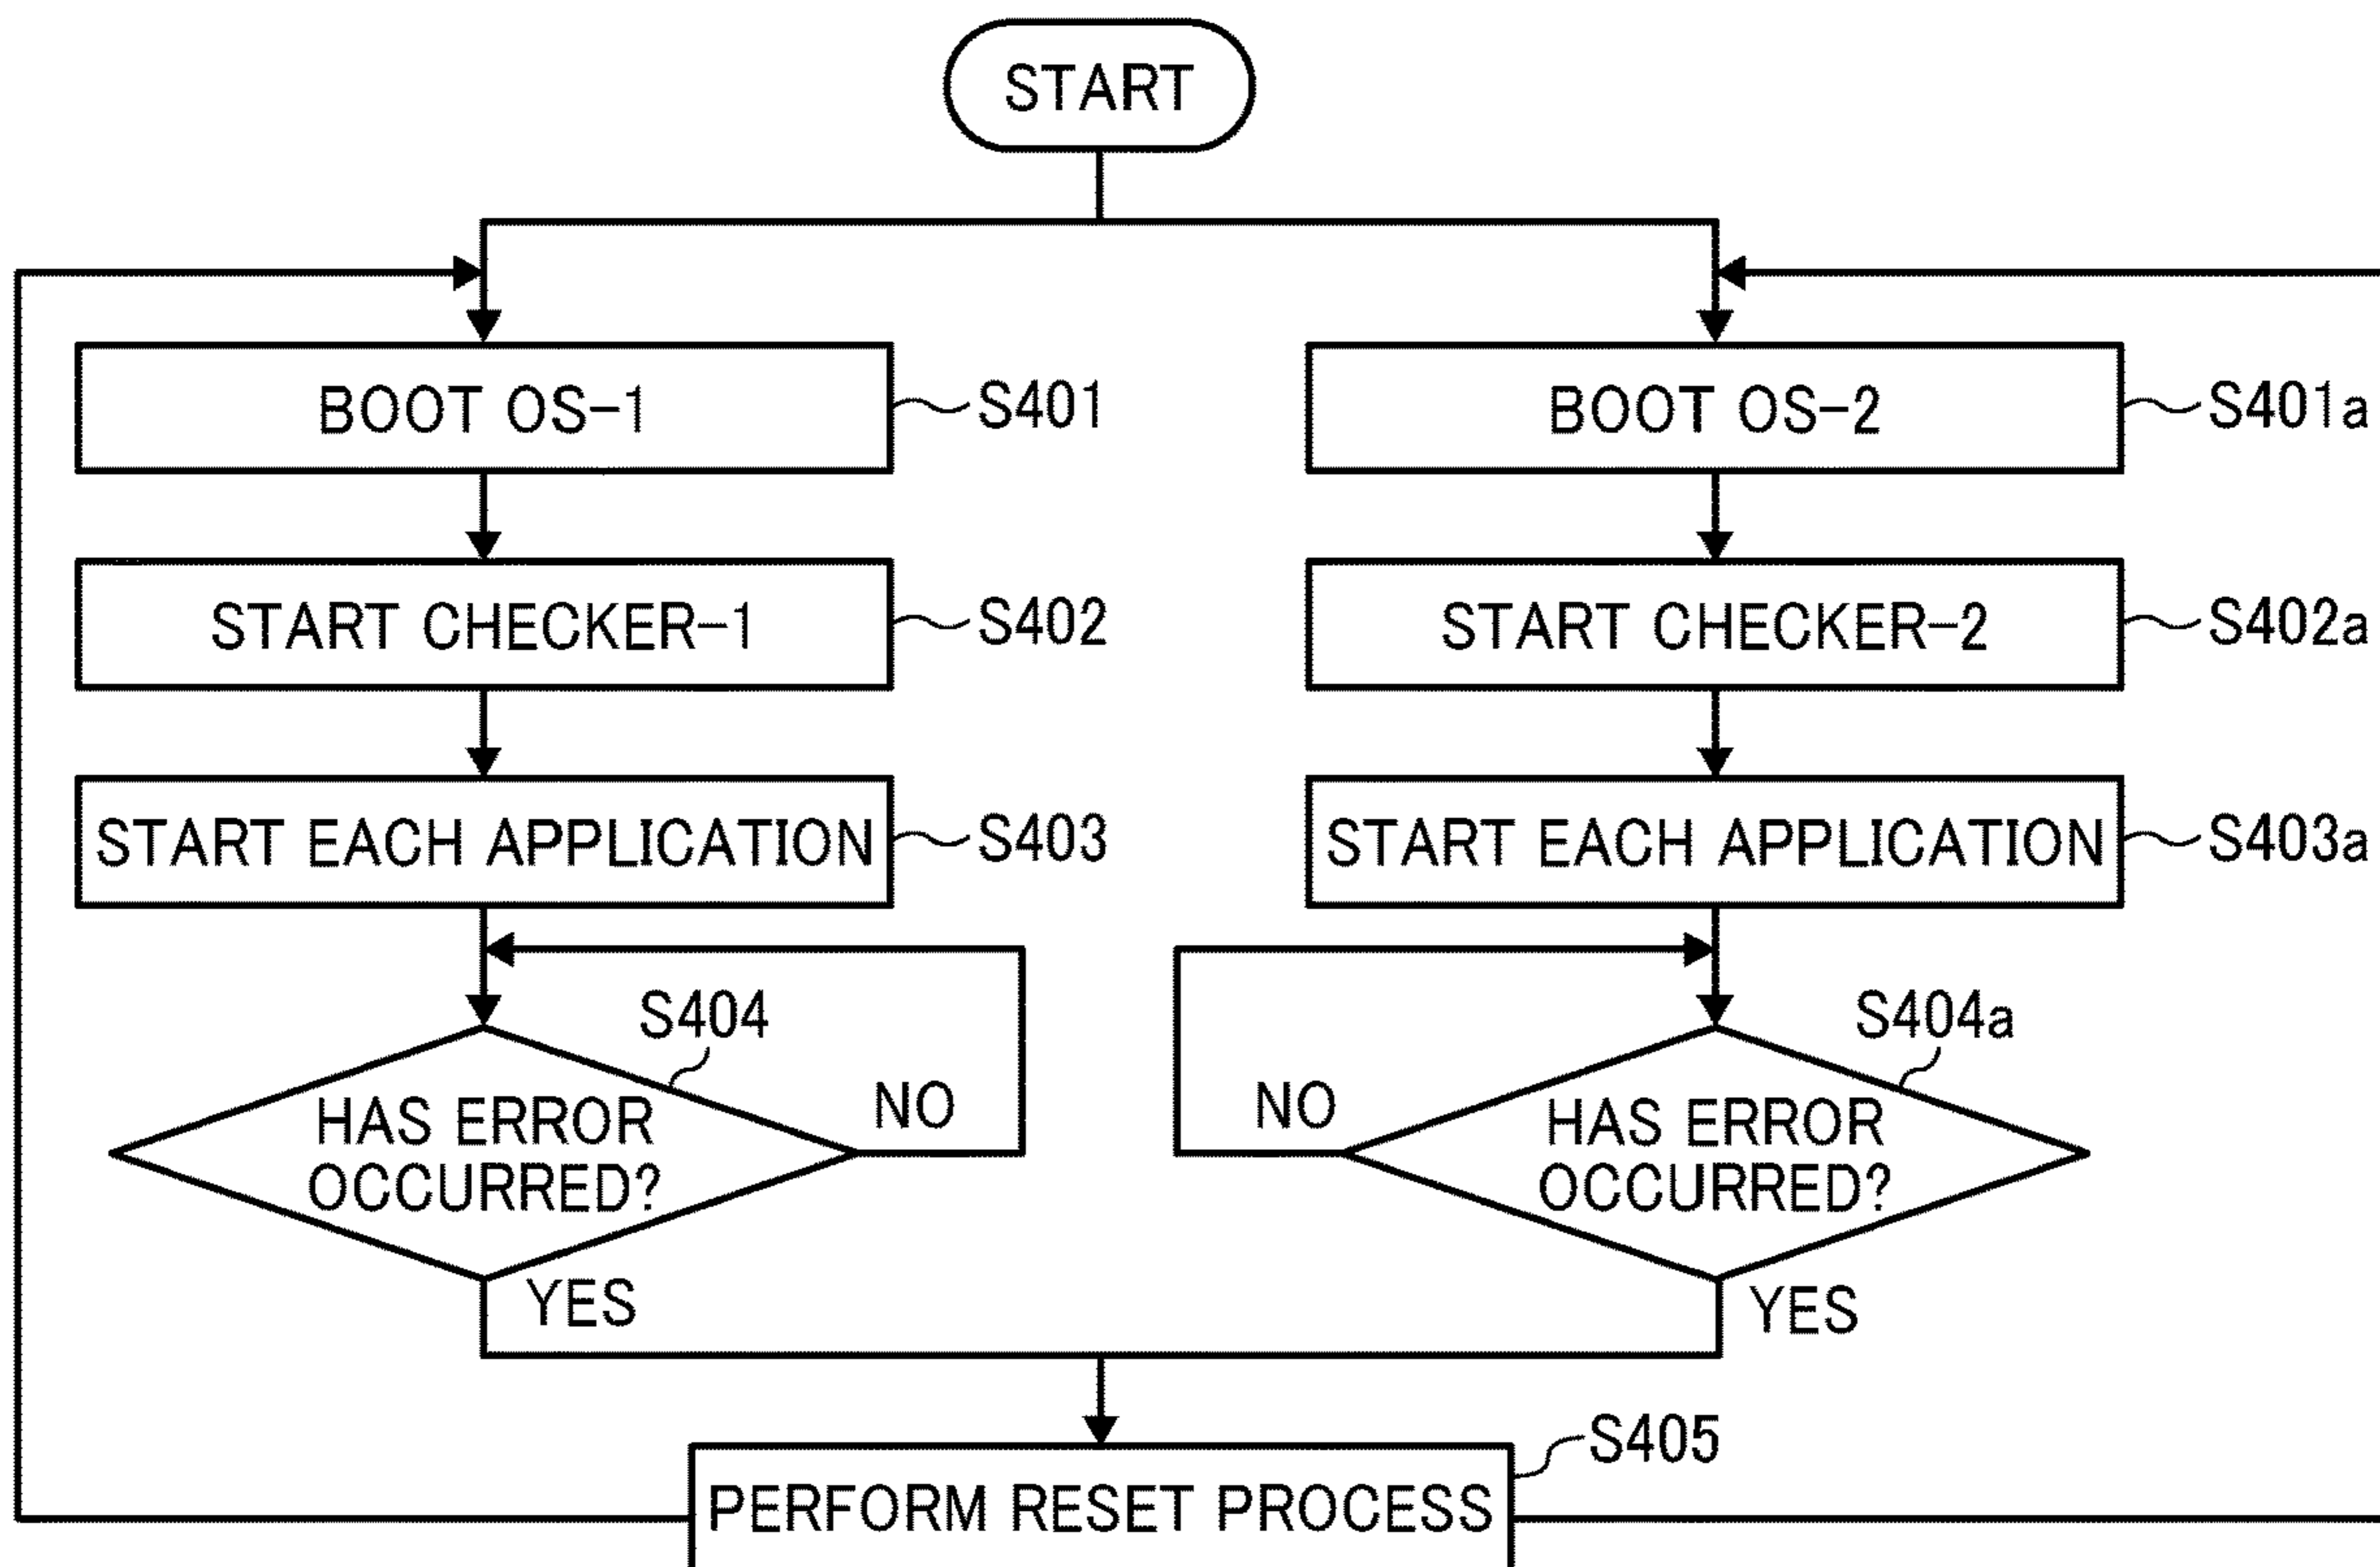 START
BOOT OS-1
S401
BOOT OS-2
S401a
START CHECKER-1
S402
START CHECKER-2
S402a
START EACH APPLICATION
S403
START EACH APPLICATION
S403a
S404
HAS ERROR
OCCURRED?
NO
YES
S404a
NO
HAS ERROR
OCCURRED?
YES
S405
PERFORM RESET PROCESS